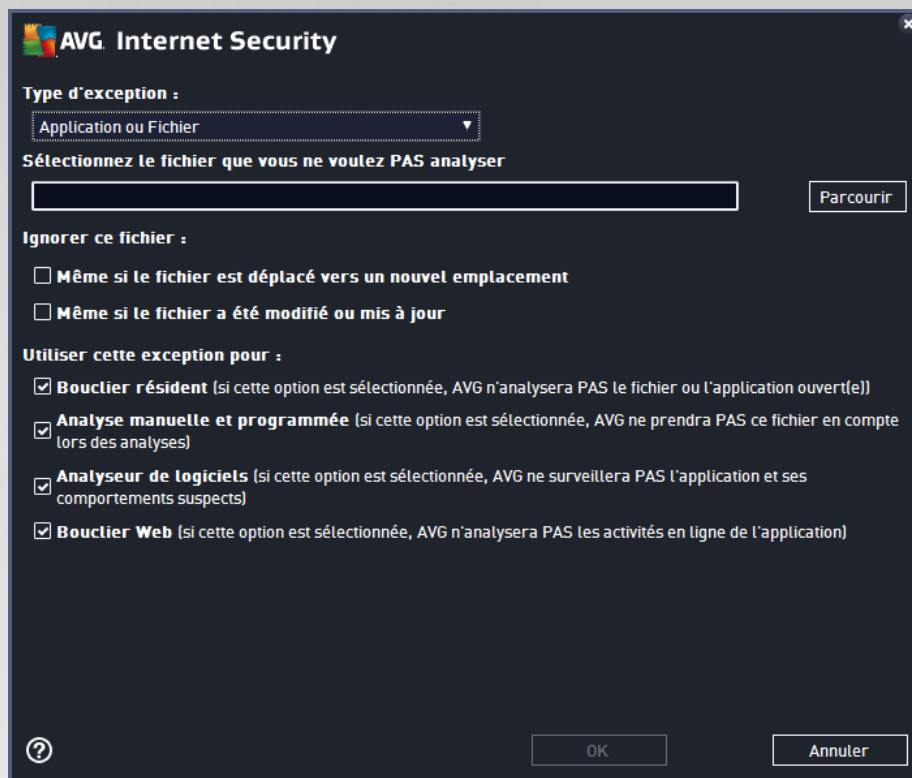 AVG. Internet Security
Type d'exception :
Application ou Fichier
Sélectionnez le fichier que vous ne voulez PAS analyser
Parcourir
Ignorer ce fichier :
Même si le fichier est déplacé vers un nouvel emplacement
Même si le fichier a été modifié ou mis à jour
Utiliser cette exception pour :
Bouclier résident (si cette option est sélectionnée, AVG n'analysera PAS le fichier ou l'application ouvert(e))
Analyse manuelle et programmée (si cette option est sélectionnée, AVG ne prendra PAS ce fichier en compte
lors des analyses)
Analyseur de logiciels (si cette option est sélectionnée, AVG ne surveillera PAS l'application et ses
comportements suspects)
Bouclier Web (si cette option est sélectionnée, AVG n'analysera PAS les activités en ligne de l'application)
?
OK
Annuler